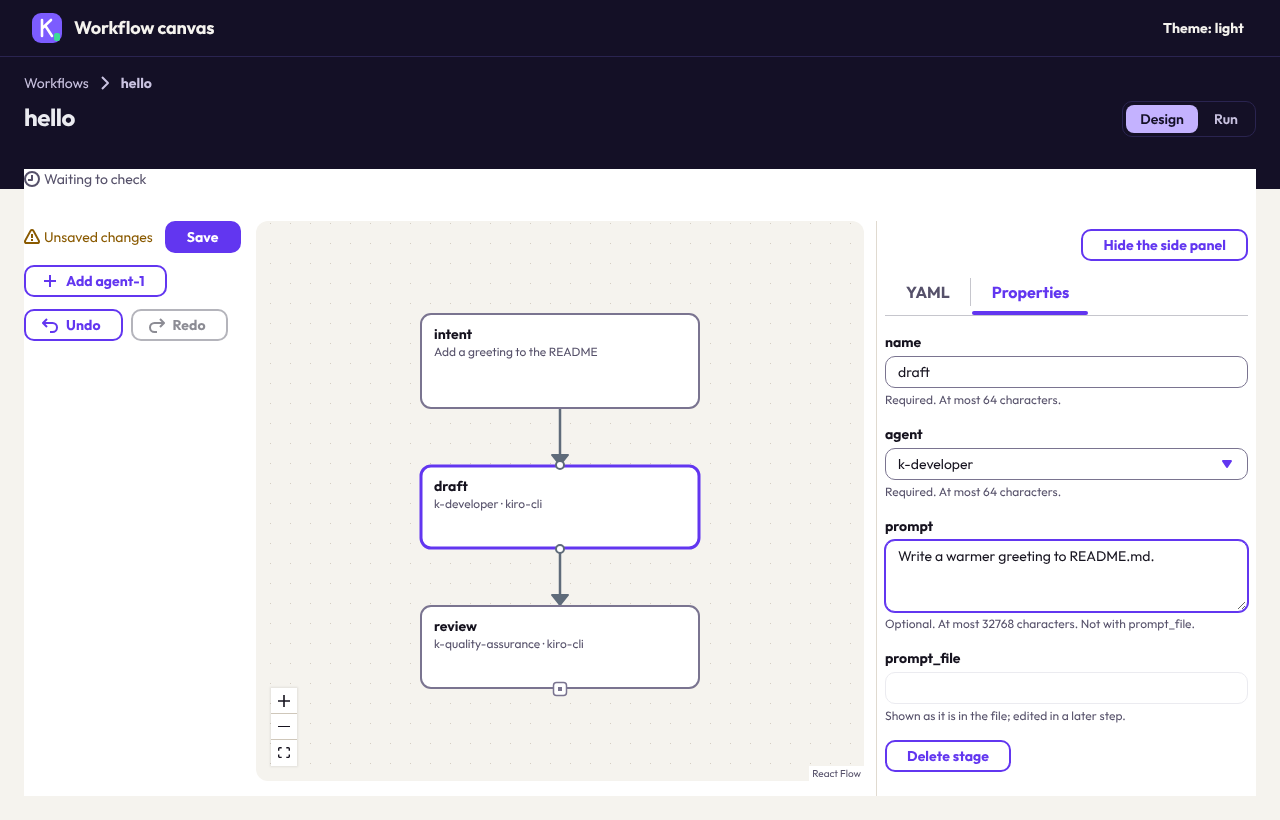 K
Workflow canvas
Theme: light
Workflows > hello
hello
Design
Run
Waiting to check
Unsaved changes
Save
Add agent-1
Undo
Redo
intent
Add a greeting to the README
draft
k-developer · kiro-cli
review
k-quality-assurance · kiro-cli
React Flow
Hide the side panel
YAML
Properties
name
draft
Required. At most 64 characters.
agent
k-developer
Required. At most 64 characters.
prompt
Write a warmer greeting to README.md.
Optional. At most 32768 characters. Not with prompt_file.
prompt_file
Shown as it is in the file; edited in a later step.
Delete stage